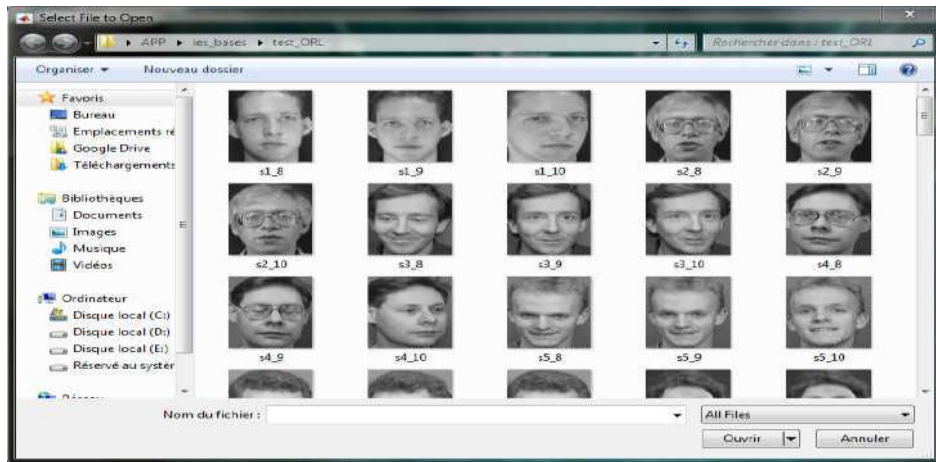 Select File to Open
APP ▸ les_bases ▸ test_ORL
Rechercher dans : test_ORL
Organiser
Nouveau dossier
Favoris
Bureau
Emplacements ré
Google Drive
Téléchargements
Bibliothèques
Documents
Images
Musique
Vidéos
Ordinateur
Disque local (C:)
Disque local (D:)
Disque local (E:)
Réservé au systèr
s1_8 s1_9 s1_10 s2_8 s2_9
s2_10 s3_8 s3_9 s3_10 s4_8
s4_9 s4_10 s5_8 s5_9 s5_10
Nom du fichier :
All Files
Ouvrir
Annuler